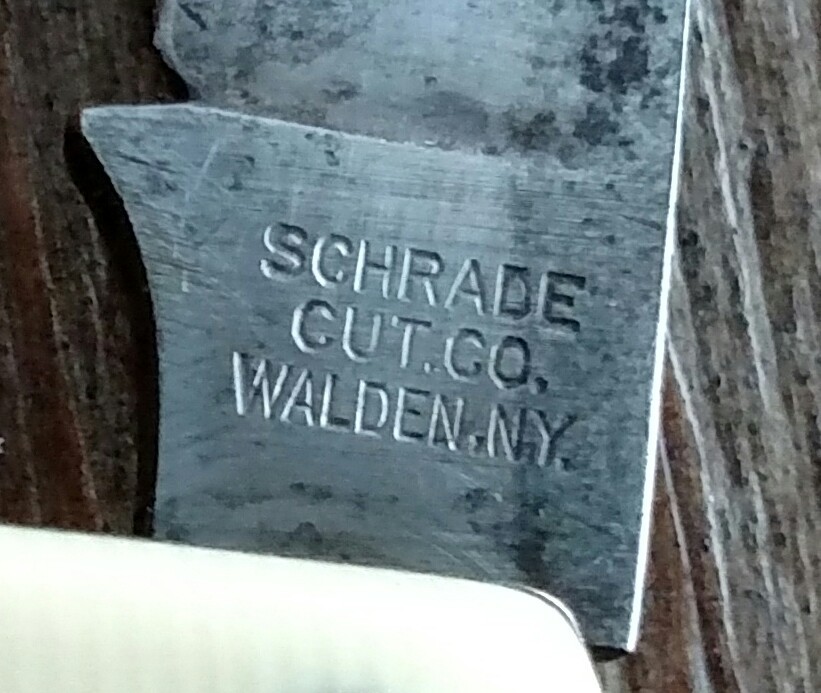 SCHRADE
CUT. CO.
WALDEN, N.Y.